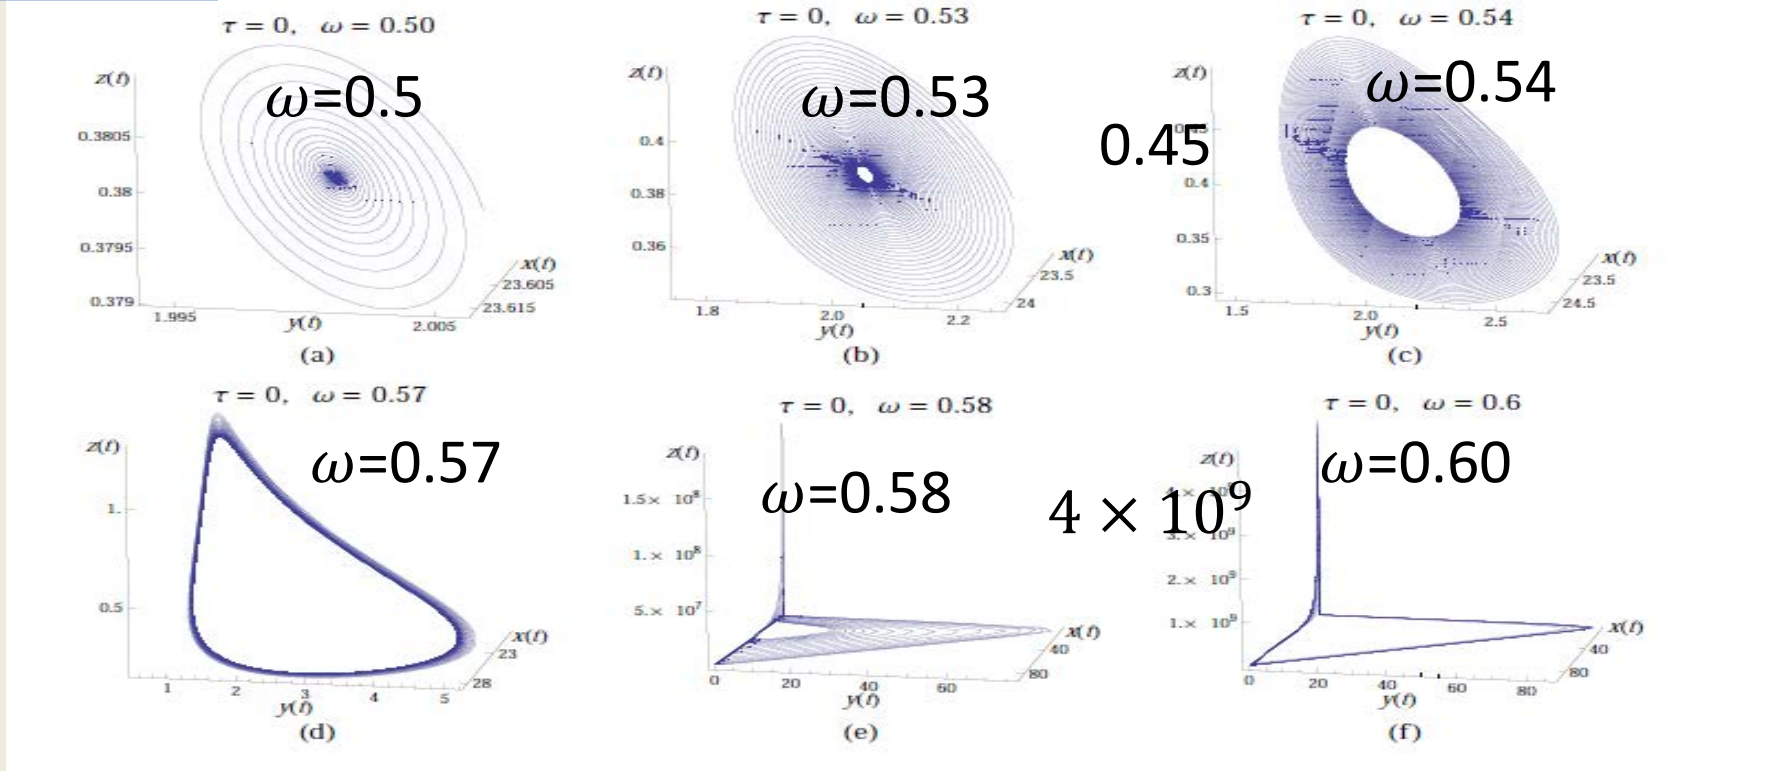 τ = 0, ω = 0.50
ω=0.5
z(t)
0.3805
0.38
0.3795
0.379
1.995
y(t)
2.005
x(t)
23.605
23.615
(a)
τ = 0, ω = 0.53
ω=0.53
z(t)
0.4
0.38
0.36
1.8
2.0
2.2
y(t)
x(t)
23.5
24
(b)
τ = 0, ω = 0.54
ω=0.54
z(t)
0.45
0.45
0.4
0.35
0.3
1.5
2.0
2.5
y(t)
x(t)
23.5
24.5
(c)
τ = 0, ω = 0.57
ω=0.57
z(t)
1.
0.5
1
2
3
4
5
y(t)
x(t)
23
28
(d)
τ = 0, ω = 0.58
ω=0.58
z(t)
1.5× 10⁸
1.× 10⁸
5.× 10⁷
0
20
40
60
y(t)
x(t)
40
80
(e)
τ = 0, ω = 0.6
ω=0.60
z(t)
4 × 10⁹
3.× 10⁹
2.× 10⁹
1.× 10⁹
0
20
40
60
80
y(t)
x(t)
40
80
(f)